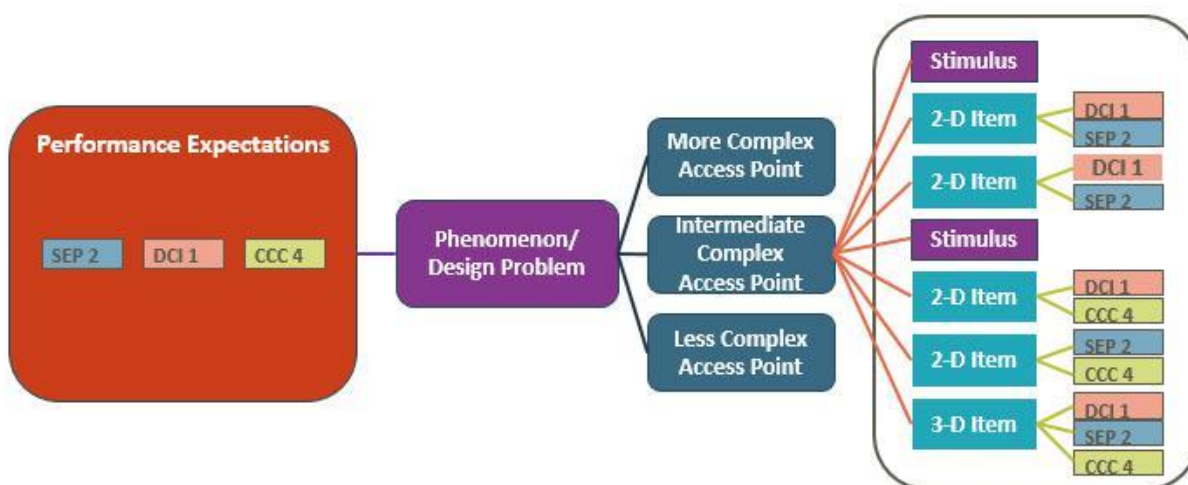 Performance Expectations
SEP 2
DCI 1
CCC 4
Phenomenon/
Design Problem
More Complex
Access Point
Intermediate
Complex
Access Point
Less Complex
Access Point
Stimulus
2-D Item
DCI 1
SEP 2
2-D Item
DCI 1
SEP 2
Stimulus
2-D Item
DCI 1
CCC 4
2-D Item
SEP 2
CCC 4
3-D Item
DCI 1
SEP 2
CCC 4